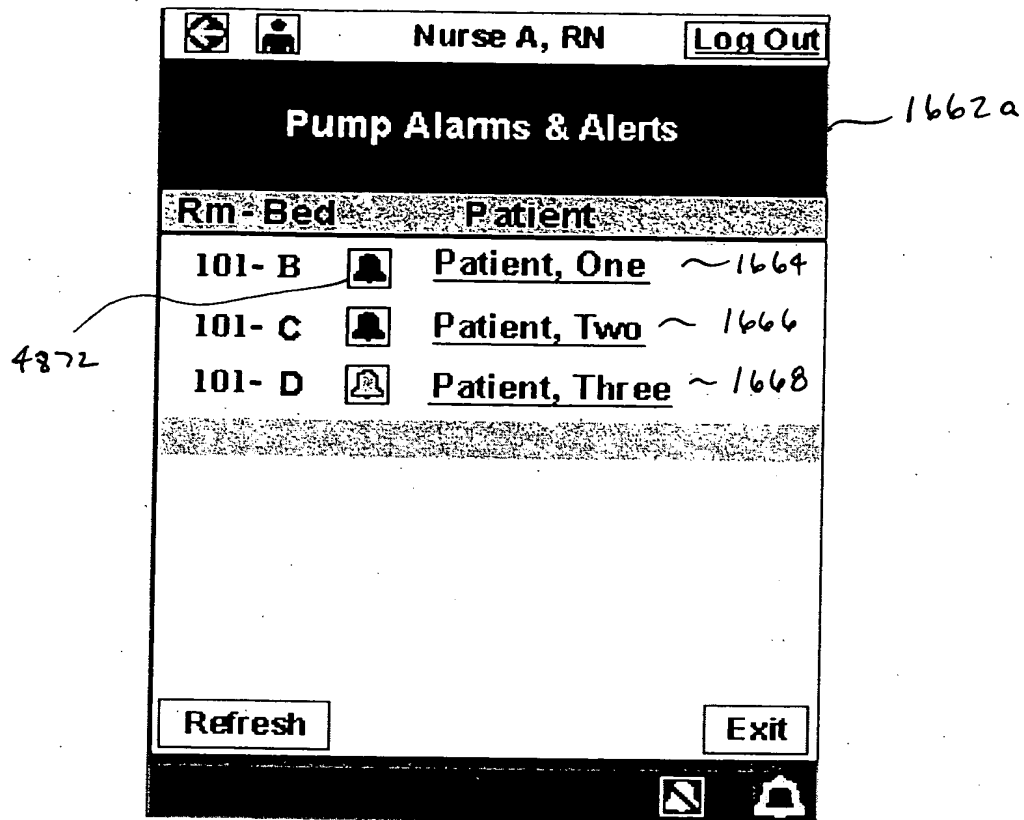 Nurse A, RN Log Out
1662a
Pump Alarms & Alerts
Rm - Bed Patient
101- B Patient, One ~1664
101- C Patient, Two ~ 1666
4872
101- D Patient, Three ~ 1668
Refresh Exit